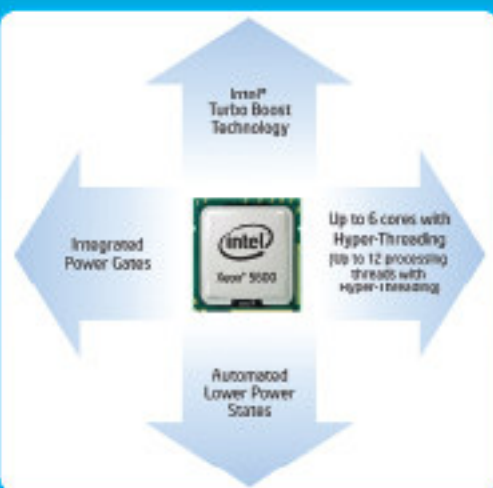 Intel®
Turbo Boost
Technology
Integrated
Power Gates
intel
Xeon® 5600
Up to 6 cores with
Hyper-Threading
(Up to 12 processing
threads with
Hyper-Threading)
Automated
Lower Power
States